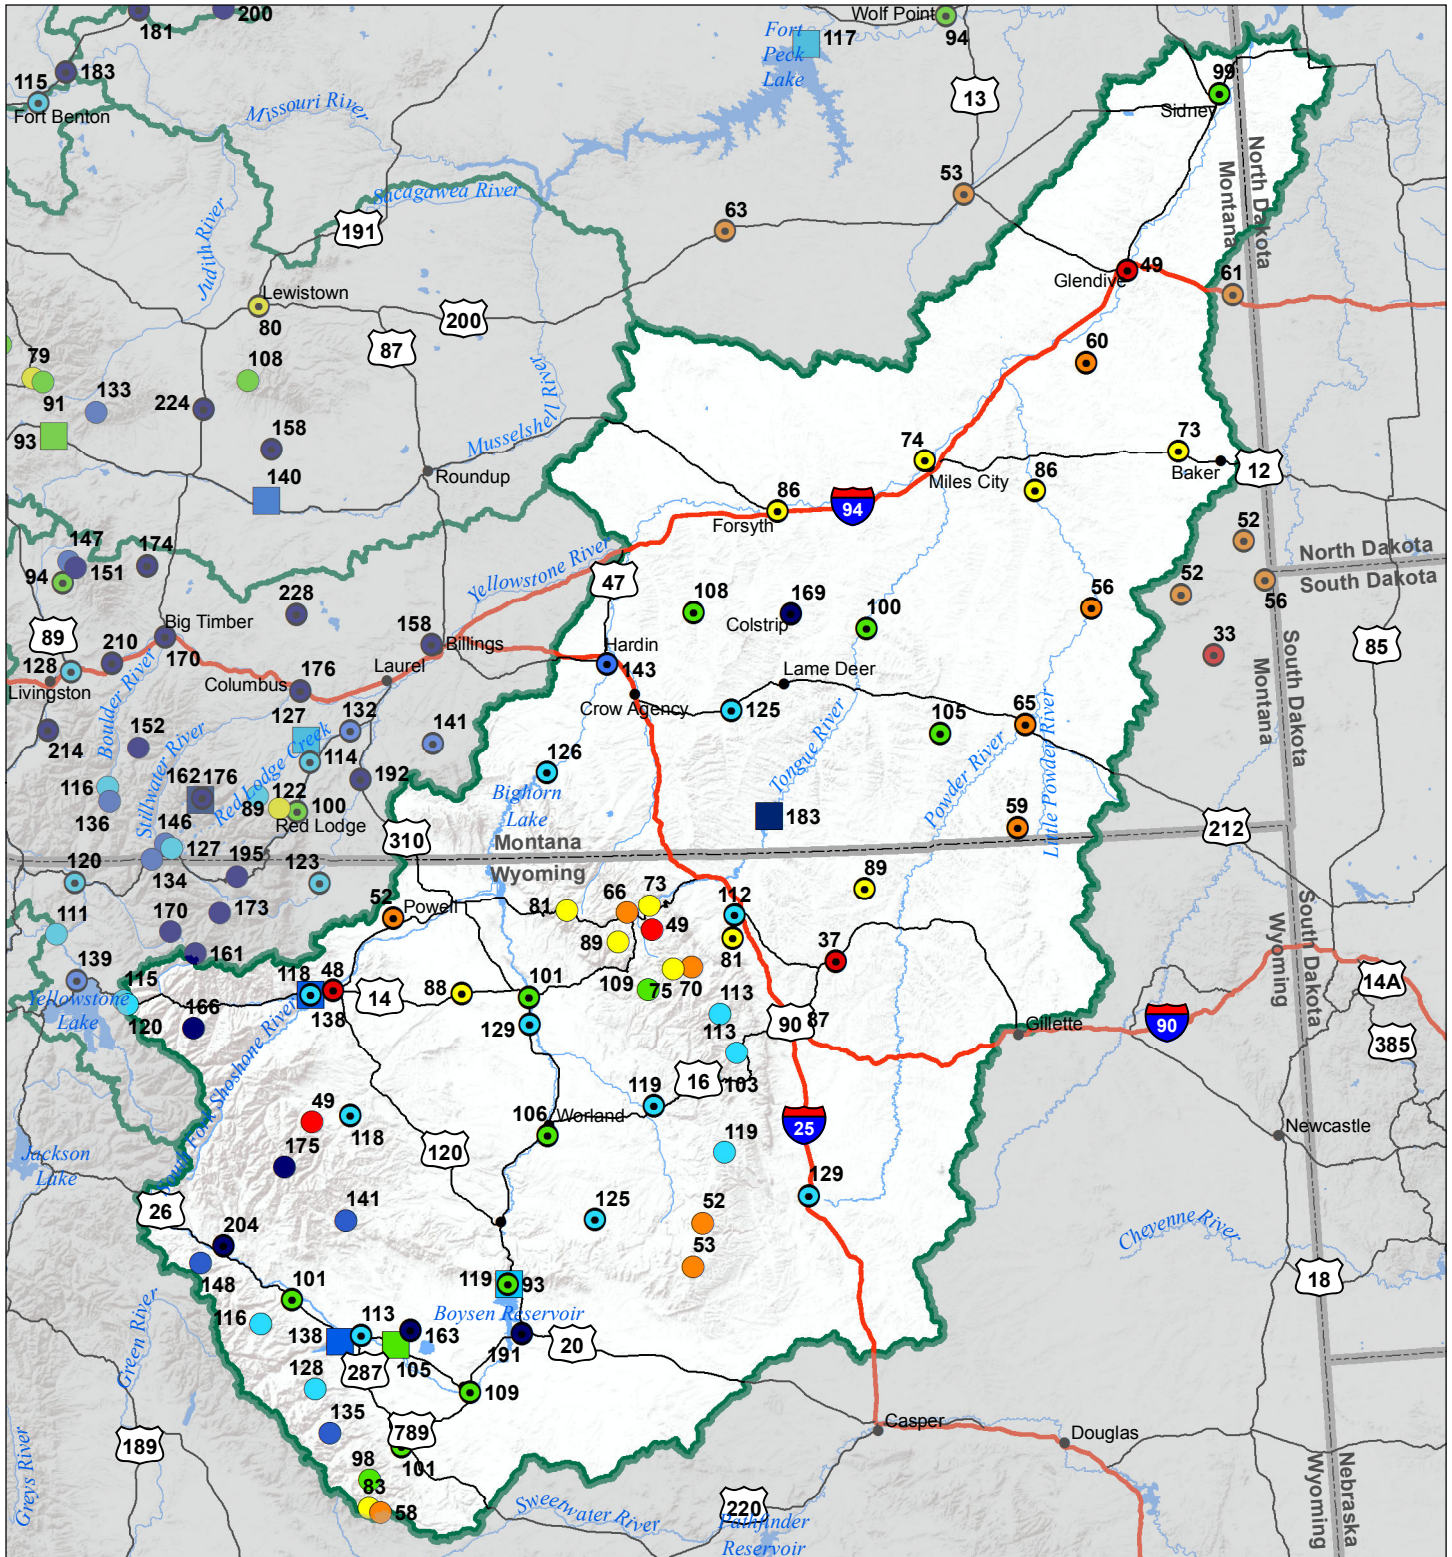 181
200
183
115
Fort Benton
Missouri River
Fort
Peck
Lake
117
Wolf Point
94
13
99
Sidney
North Dakota
Montana
Sacagawea River
191
Judith River
53
63
Glendive
49
61
Lewistown
80
200
87
79
91
133
108
224
158
93
140
Musselshell River
Roundup
60
74
Miles City
73
Baker
12
86
86
Forsyth
94
52
North Dakota
South Dakota
52
56
56
33
South Dakota
Montana
85
147
151
174
94
228
Yellowstone River
47
108
169
Colstrip
100
89
Big Timber
170
210
128
Livingston
158
Billings
Laurel
176
Columbus
Hardin
143
Crow Agency
Lame Deer
125
105
65
214
Boulder River
152
Stillwater River
127
132
141
Red Lodge Creek
114
192
116
136
162
176
122
89
100
Red Lodge
126
Bighorn
Lake
Tongue River
183
Powder River
Little Powder River
59
212
310
Montana
Wyoming
146
127
134
195
123
120
111
170
173
161
139
52
Powell
81
66
73
49
89
112
81
89
37
South Dakota
Wyoming
South Dakota
14A
385
90
Yellowstone
Lake
115
120
166
118
48
138
14
88
101
129
109
75
70
113
113
103
90
87
Gillette
South Fork Shoshone River
49
118
175
106
Worland
119
16
119
25
129
Newcastle
Jackson
Lake
120
141
125
52
53
26
204
148
101
116
Green River
119
93
Boysen Reservoir
113
138
163
105
287
191
20
128
109
135
789
101
98
83
58
Cheyenne River
18
Casper
Douglas
189
Greys River
Sweetwater River
220
Pathfinder
Reservoir
Nebraska
Wyoming